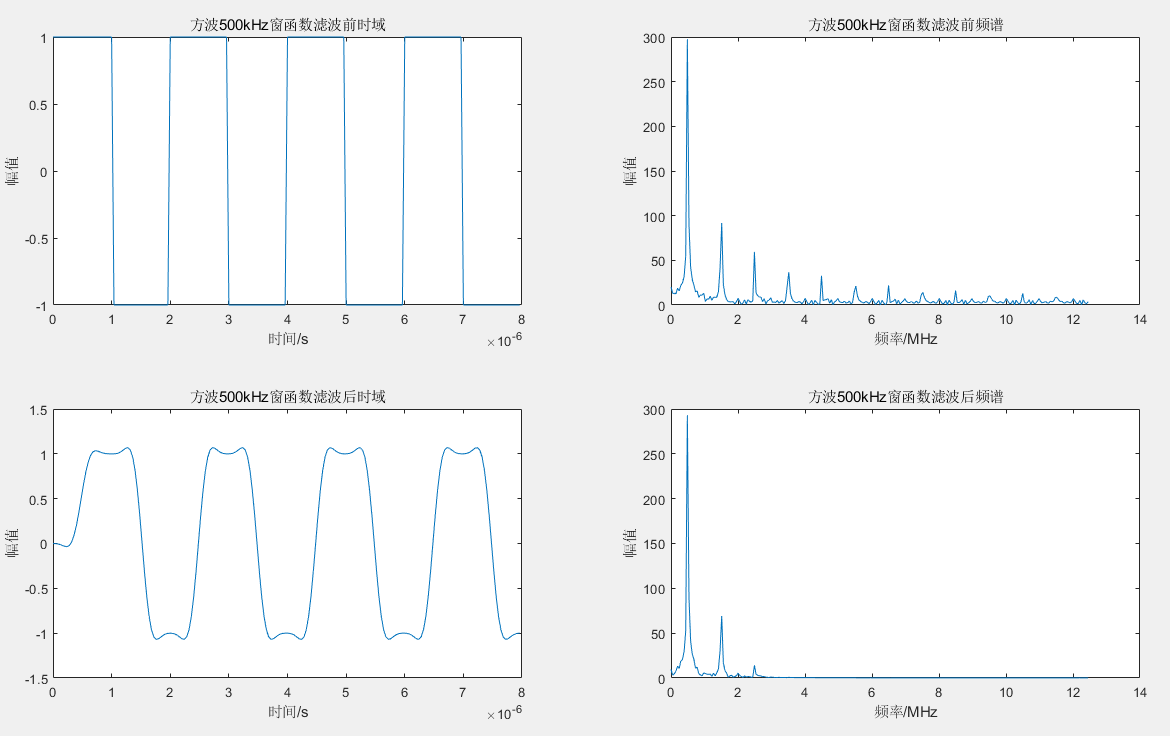 方波500kHz窗函数滤波前时域
1
0.5
0
-0.5
-1
幅值
0 1 2 3 4 5 6 7 8
时间/s
×10-6
方波500kHz窗函数滤波前频谱
300
250
200
150
100
50
0
幅值
0 2 4 6 8 10 12 14
频率/MHz
方波500kHz窗函数滤波后时域
1.5
1
0.5
0
-0.5
-1
-1.5
幅值
0 1 2 3 4 5 6 7 8
时间/s
×10-6
方波500kHz窗函数滤波后频谱
300
250
200
150
100
50
0
幅值
0 2 4 6 8 10 12 14
频率/MHz